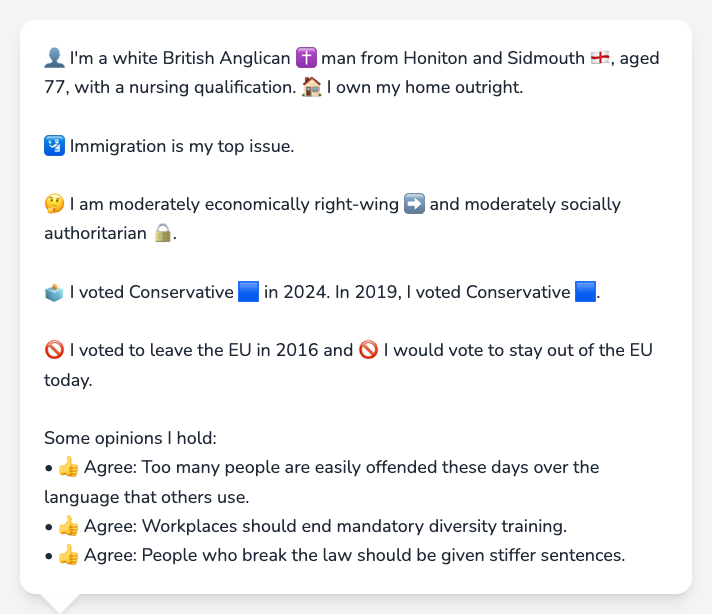 👤 I'm a white British Anglican ✝️ man from Honiton and Sidmouth 🏴󠁧󠁢󠁥󠁮󠁧󠁿, aged
77, with a nursing qualification. 🏠 I own my home outright.
🛂 Immigration is my top issue.
🤔 I am moderately economically right-wing ➡️ and moderately socially
authoritarian 🔒.
🗳️ I voted Conservative 🟦 in 2024. In 2019, I voted Conservative 🟦.
🚫 I voted to leave the EU in 2016 and 🚫 I would vote to stay out of the EU
today.
Some opinions I hold:
• 👍 Agree: Too many people are easily offended these days over the
language that others use.
• 👍 Agree: Workplaces should end mandatory diversity training.
• 👍 Agree: People who break the law should be given stiffer sentences.